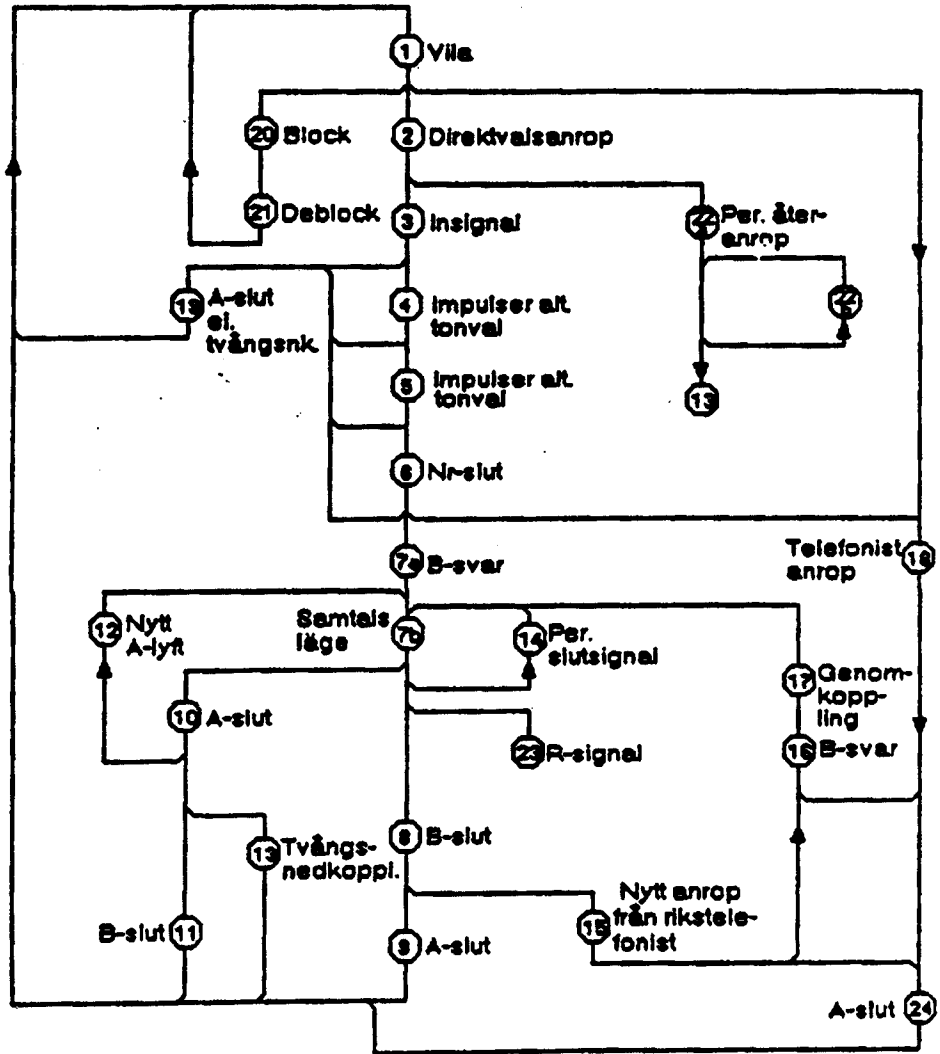 1 Vila
20 Block
2 Direktvalsanrop
21 Deblock
3 Insignal
22 Per. åter-
anrop
19 A-slut
el.
tvångsnk.
4 Impulser alt.
tonval
22
5 Impulser alt.
tonval
13
6 Nr-slut
7a B-svar
Telefonist 18
anrop
12 Nytt
A-lyft
Samtals 7b
läge
14 Per.
slutsignal
17 Genom-
kopp-
ling
10 A-slut
23 R-signal
16 B-svar
8 B-slut
13 Tvångs-
nedkoppl.
Nytt anrop
15 från rikstele-
fonist
B-slut 11
9 A-slut
A-slut 24